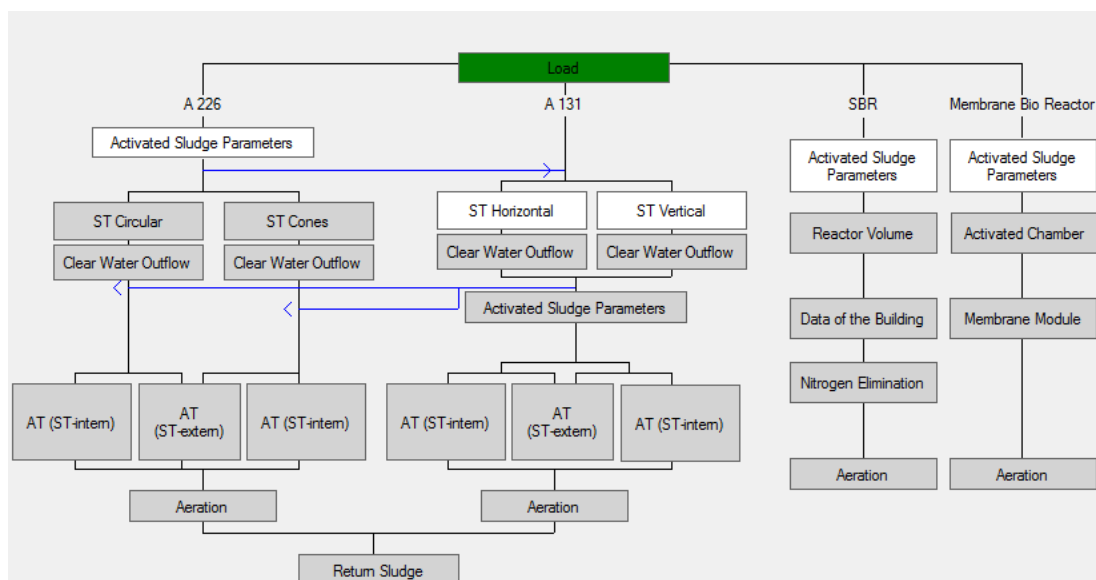 Load
A 226
A 131
SBR
Membrane Bio Reactor
Activated Sludge Parameters
Activated Sludge
Parameters
Activated Sludge
Parameters
ST Circular
ST Cones
ST Horizontal
ST Vertical
Reactor Volume
Activated Chamber
Clear Water Outflow
Clear Water Outflow
Clear Water Outflow
Clear Water Outflow
Activated Sludge Parameters
Data of the Building
Membrane Module
Nitrogen Elimination
AT (ST-intern)
AT
(ST-extern)
AT (ST-intern)
AT (ST-intern)
AT
(ST-extern)
AT (ST-intern)
Aeration
Aeration
Aeration
Aeration
Return Sludge